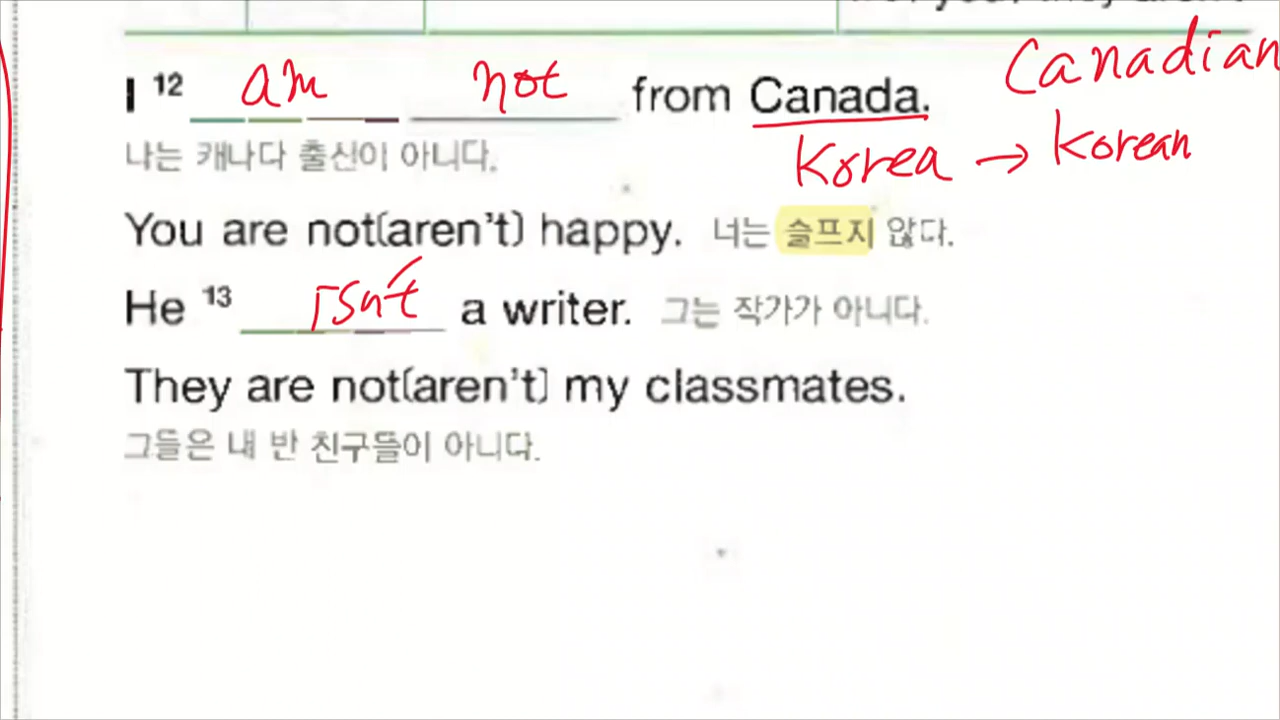 I 12 am not from Canada. Canadian
나는 캐나다 출신이 아니다. Korea → Korean
You are not(aren't) happy. 너는 슬프지 않다.
He 13 isn't a writer. 그는 작가가 아니다.
They are not(aren't) my classmates.
그들은 내 반 친구들이 아니다.